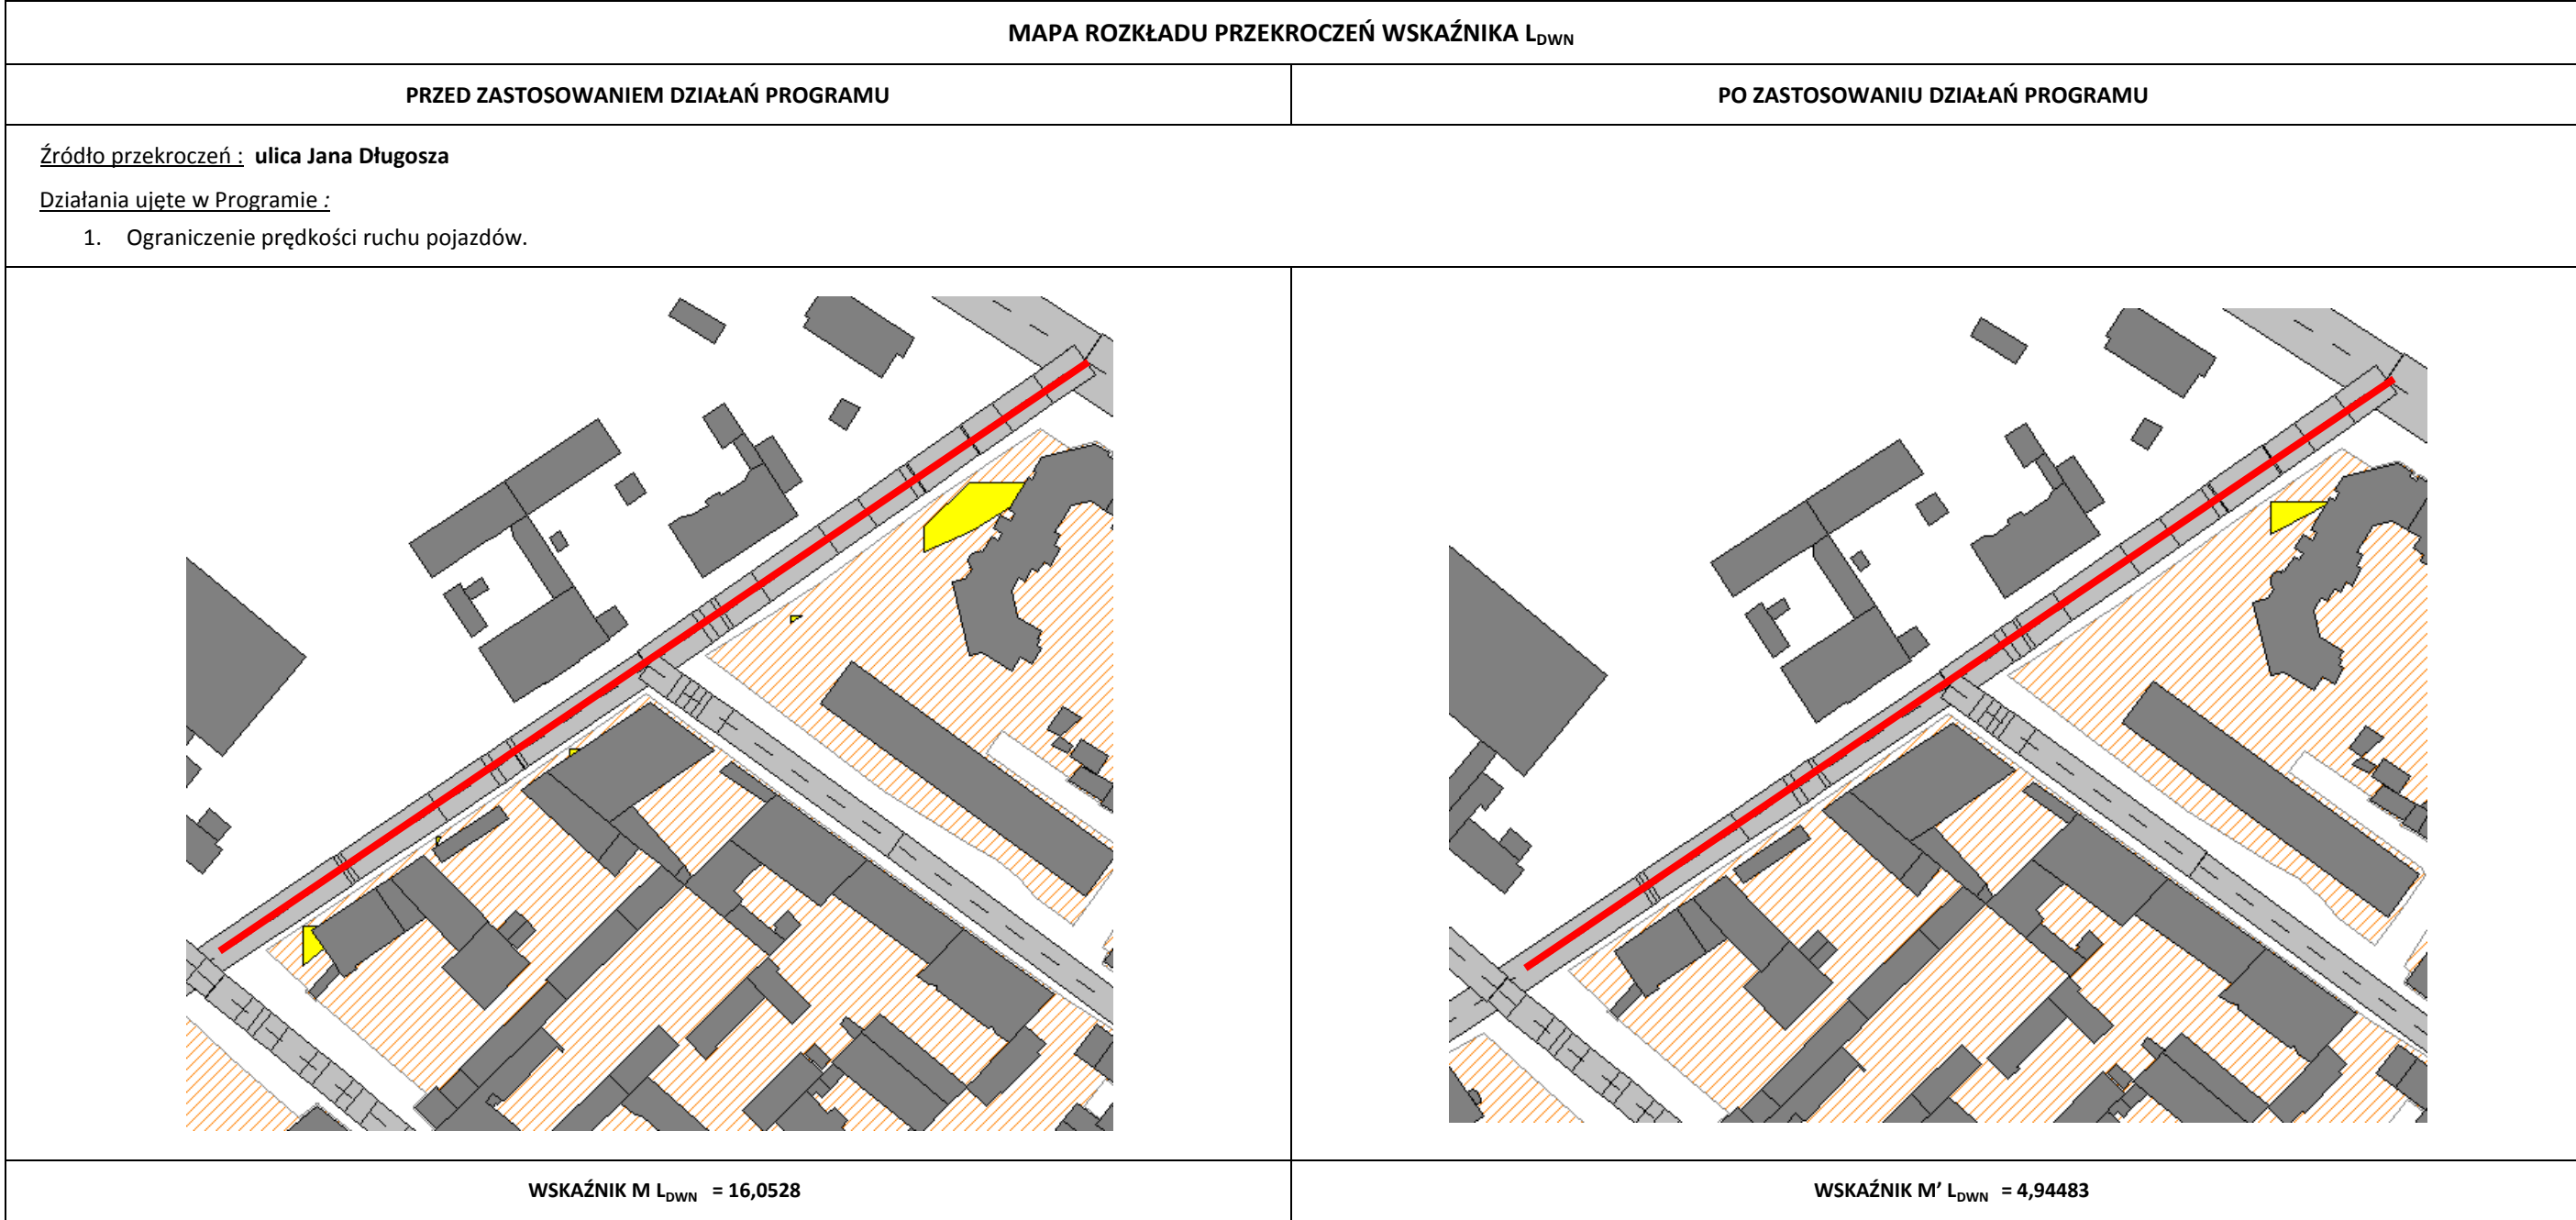 MAPA ROZKŁADU PRZEKROCZEŃ WSKAŹNIKA LDWN
PRZED ZASTOSOWANIEM DZIAŁAŃ PROGRAMU
PO ZASTOSOWANIU DZIAŁAŃ PROGRAMU
Źródło przekroczeń : ulica Jana Długosza
Działania ujęte w Programie :
1. Ograniczenie prędkości ruchu pojazdów.
WSKAŹNIK M LDWN = 16,0528
WSKAŹNIK M’ LDWN = 4,94483